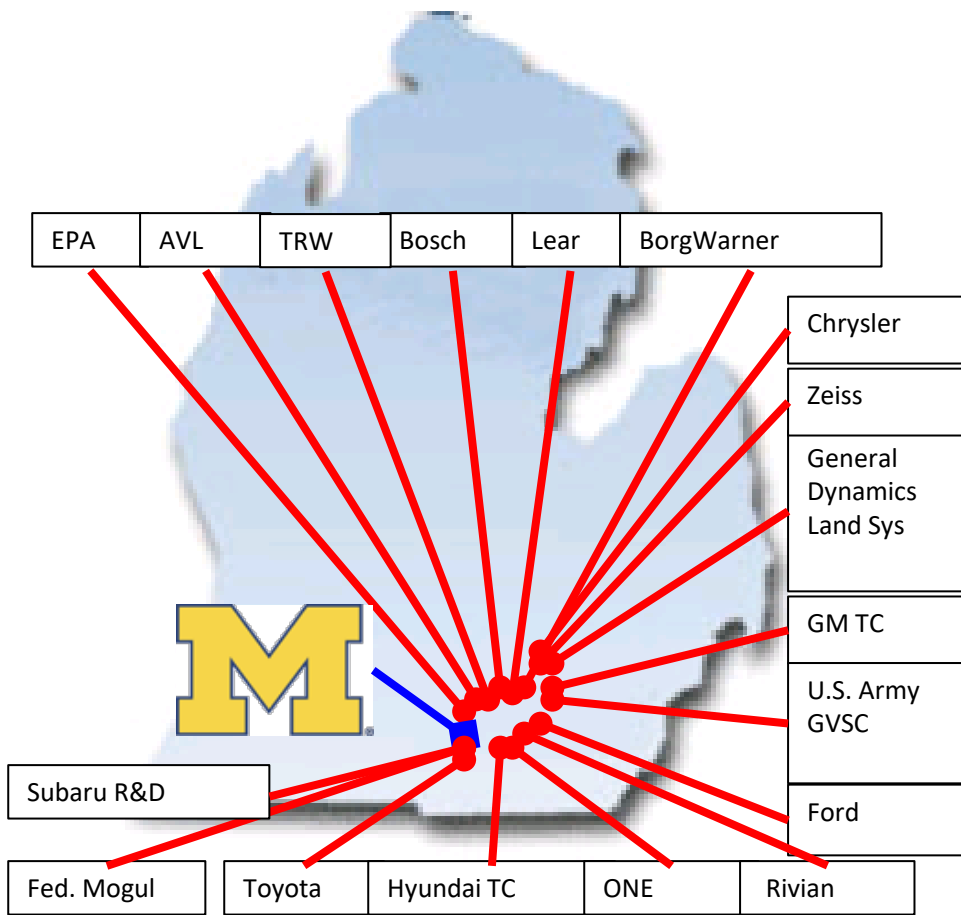 EPA
AVL
TRW
Bosch
Lear
BorgWarner
Chrysler
Zeiss
General
Dynamics
Land Sys
M
GM TC
U.S. Army
GVSC
Subaru R&D
Ford
Fed. Mogul
Toyota
Hyundai TC
ONE
Rivian